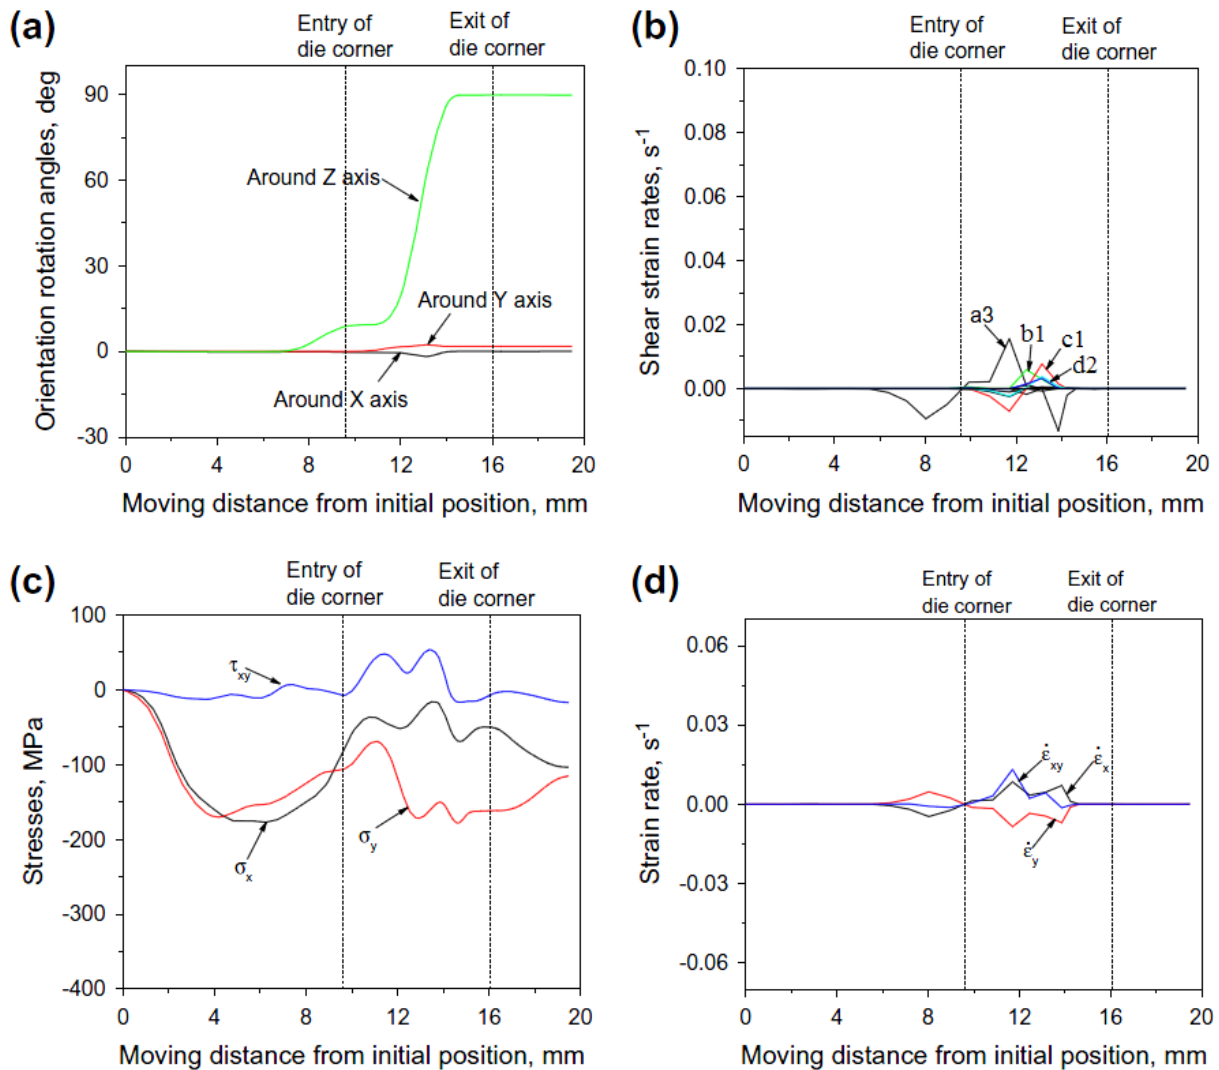 (a)
Entry of
die corner
Exit of
die corner
Orientation rotation angles, deg
90
60
30
0
-30
Around Z axis
Around Y axis
Around X axis
0
4
8
12
16
20
Moving distance from initial position, mm
(b)
Entry of
die corner
Exit of
die corner
Shear strain rates, s⁻¹
0.10
0.08
0.06
0.04
0.02
0.00
a3
b1
c1
d2
0
4
8
12
16
20
Moving distance from initial position, mm
(c)
Entry of
die corner
Exit of
die corner
Stresses, MPa
100
0
-100
-200
-300
-400
τxy
σx
σy
0
4
8
12
16
20
Moving distance from initial position, mm
(d)
Entry of
die corner
Exit of
die corner
Strain rate, s⁻¹
0.06
0.03
0.00
-0.03
-0.06
ε̇xy
ε̇x
ε̇y
0
4
8
12
16
20
Moving distance from initial position, mm